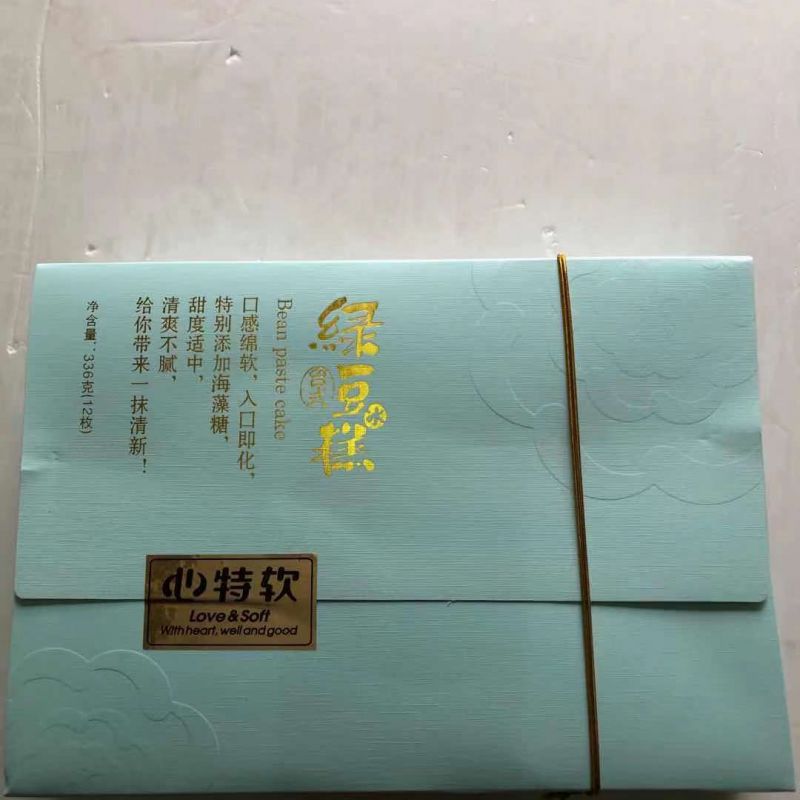 绿豆冰糕
台式
Bean paste cake
口感绵软，入口即化，
特别添加海藻糖，
甜度适中，
清爽不腻，
给你带来一抹清新！
净含量：336克(12枚)
心特软
Love & Soft
With heart, well and good